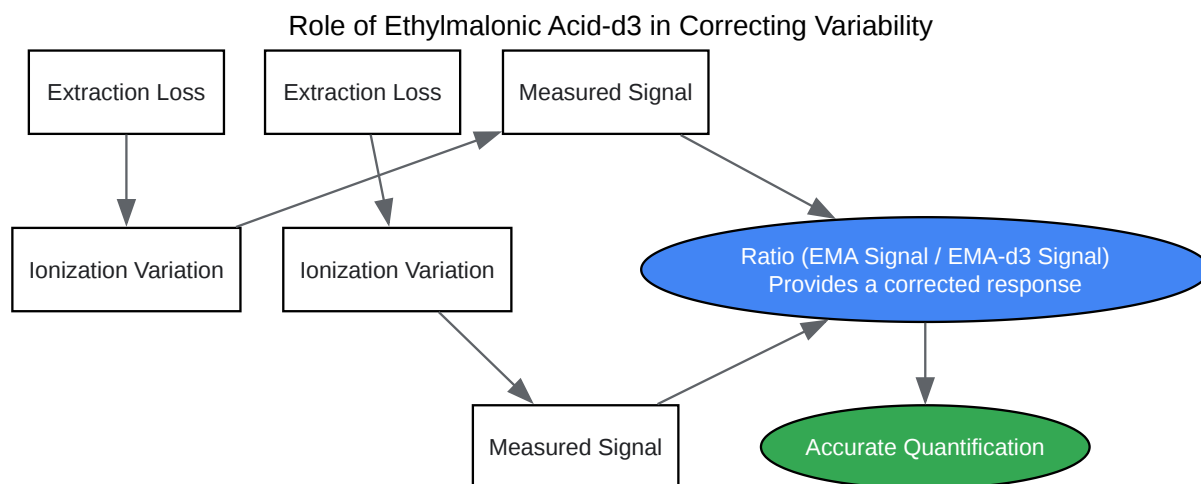 Role of Ethylmalonic Acid-d3 in Correcting Variability
Extraction Loss
Extraction Loss
Measured Signal
Ionization Variation
Ionization Variation
Ratio (EMA Signal / EMA-d3 Signal)
Provides a corrected response
Measured Signal
Accurate Quantification